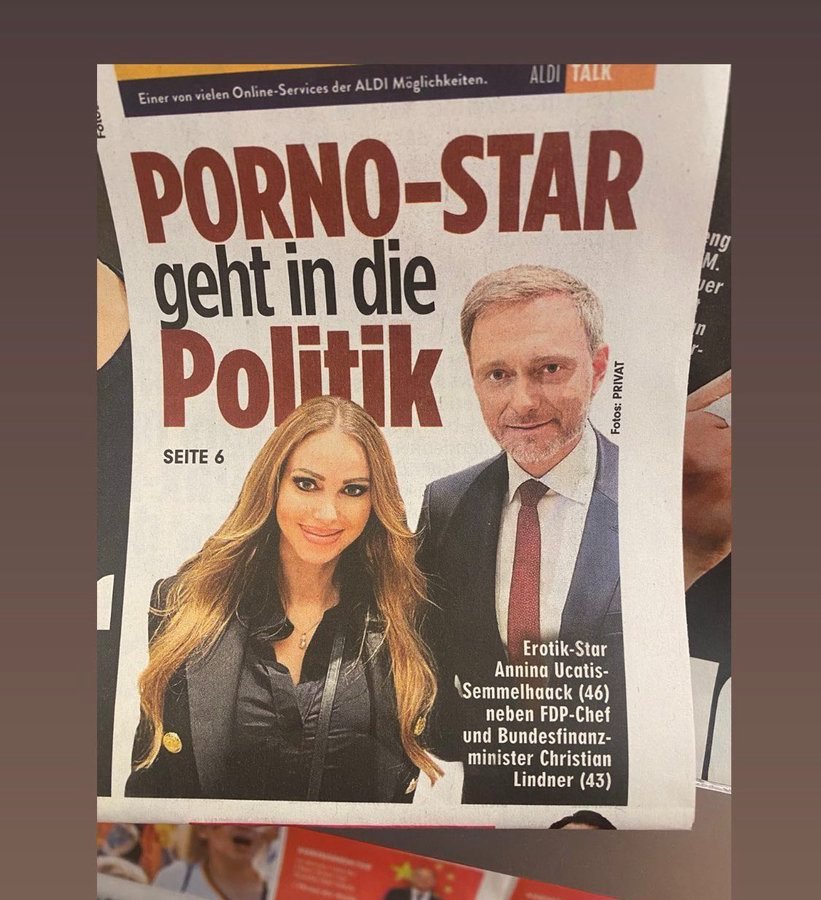 Einer von vielen Online-Services der ALDI Möglichkeiten.
ALDI TALK
PORNO-STAR
geht in die
Politik
SEITE 6
Fotos: PRIVAT
Erotik-Star
Annina Ucatis-
Semmelhaack (46)
neben FDP-Chef
und Bundesfinanz-
minister Christian
Lindner (43)